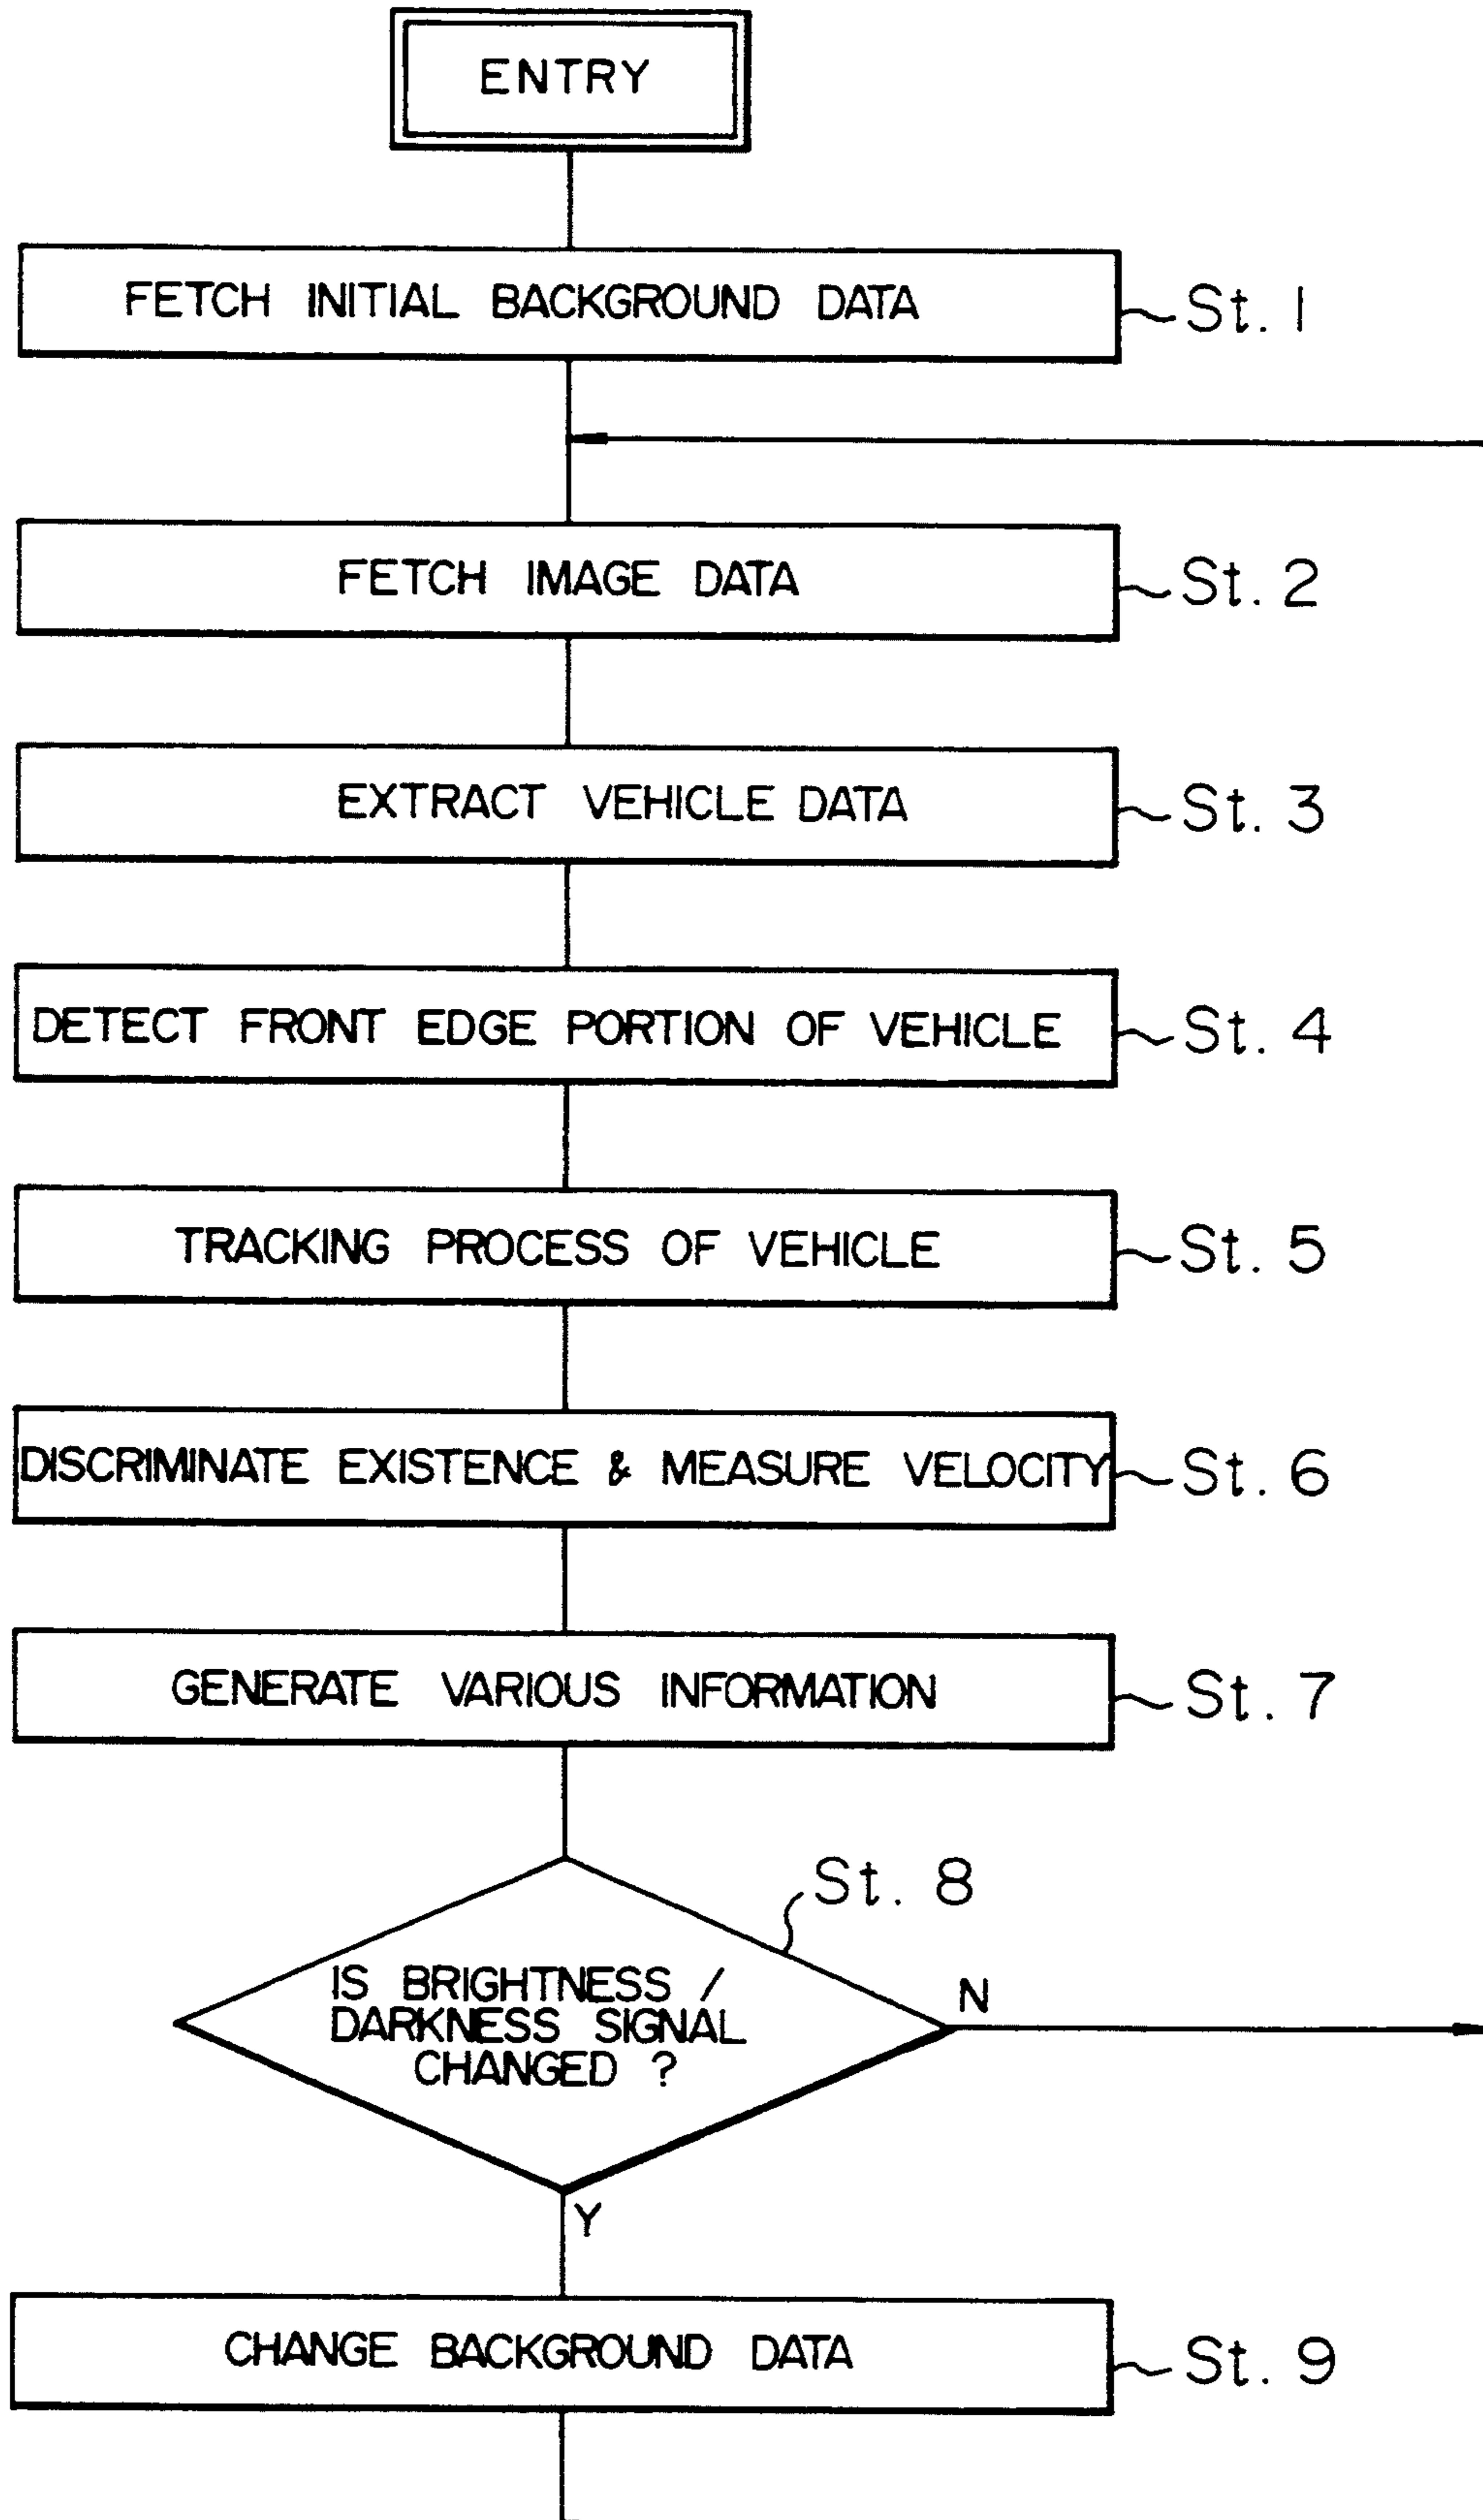 ENTRY
FETCH INITIAL BACKGROUND DATA
St. 1
FETCH IMAGE DATA
St. 2
EXTRACT VEHICLE DATA
St. 3
DETECT FRONT EDGE PORTION OF VEHICLE
St. 4
TRACKING PROCESS OF VEHICLE
St. 5
DISCRIMINATE EXISTENCE & MEASURE VELOCITY
St. 6
GENERATE VARIOUS INFORMATION
St. 7
St. 8
IS BRIGHTNESS /
DARKNESS SIGNAL
CHANGED ?
N
Y
CHANGE BACKGROUND DATA
St. 9